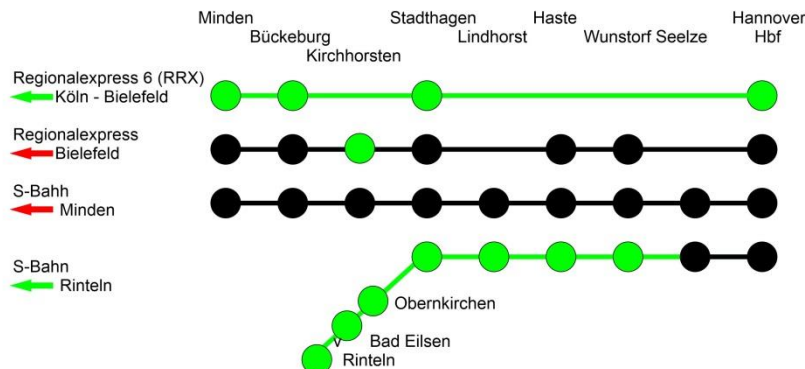 Minden
Stadthagen
Haste
Hannover
Bückeburg
Lindhorst
Wunstorf Seelze
Hbf
Kirchhorsten
Regionalexpress 6 (RRX)
Köln - Bielefeld
Regionalexpress
Bielefeld
S-Bahh
Minden
S-Bahn
Rinteln
Obernkirchen
v
Bad Eilsen
Rinteln